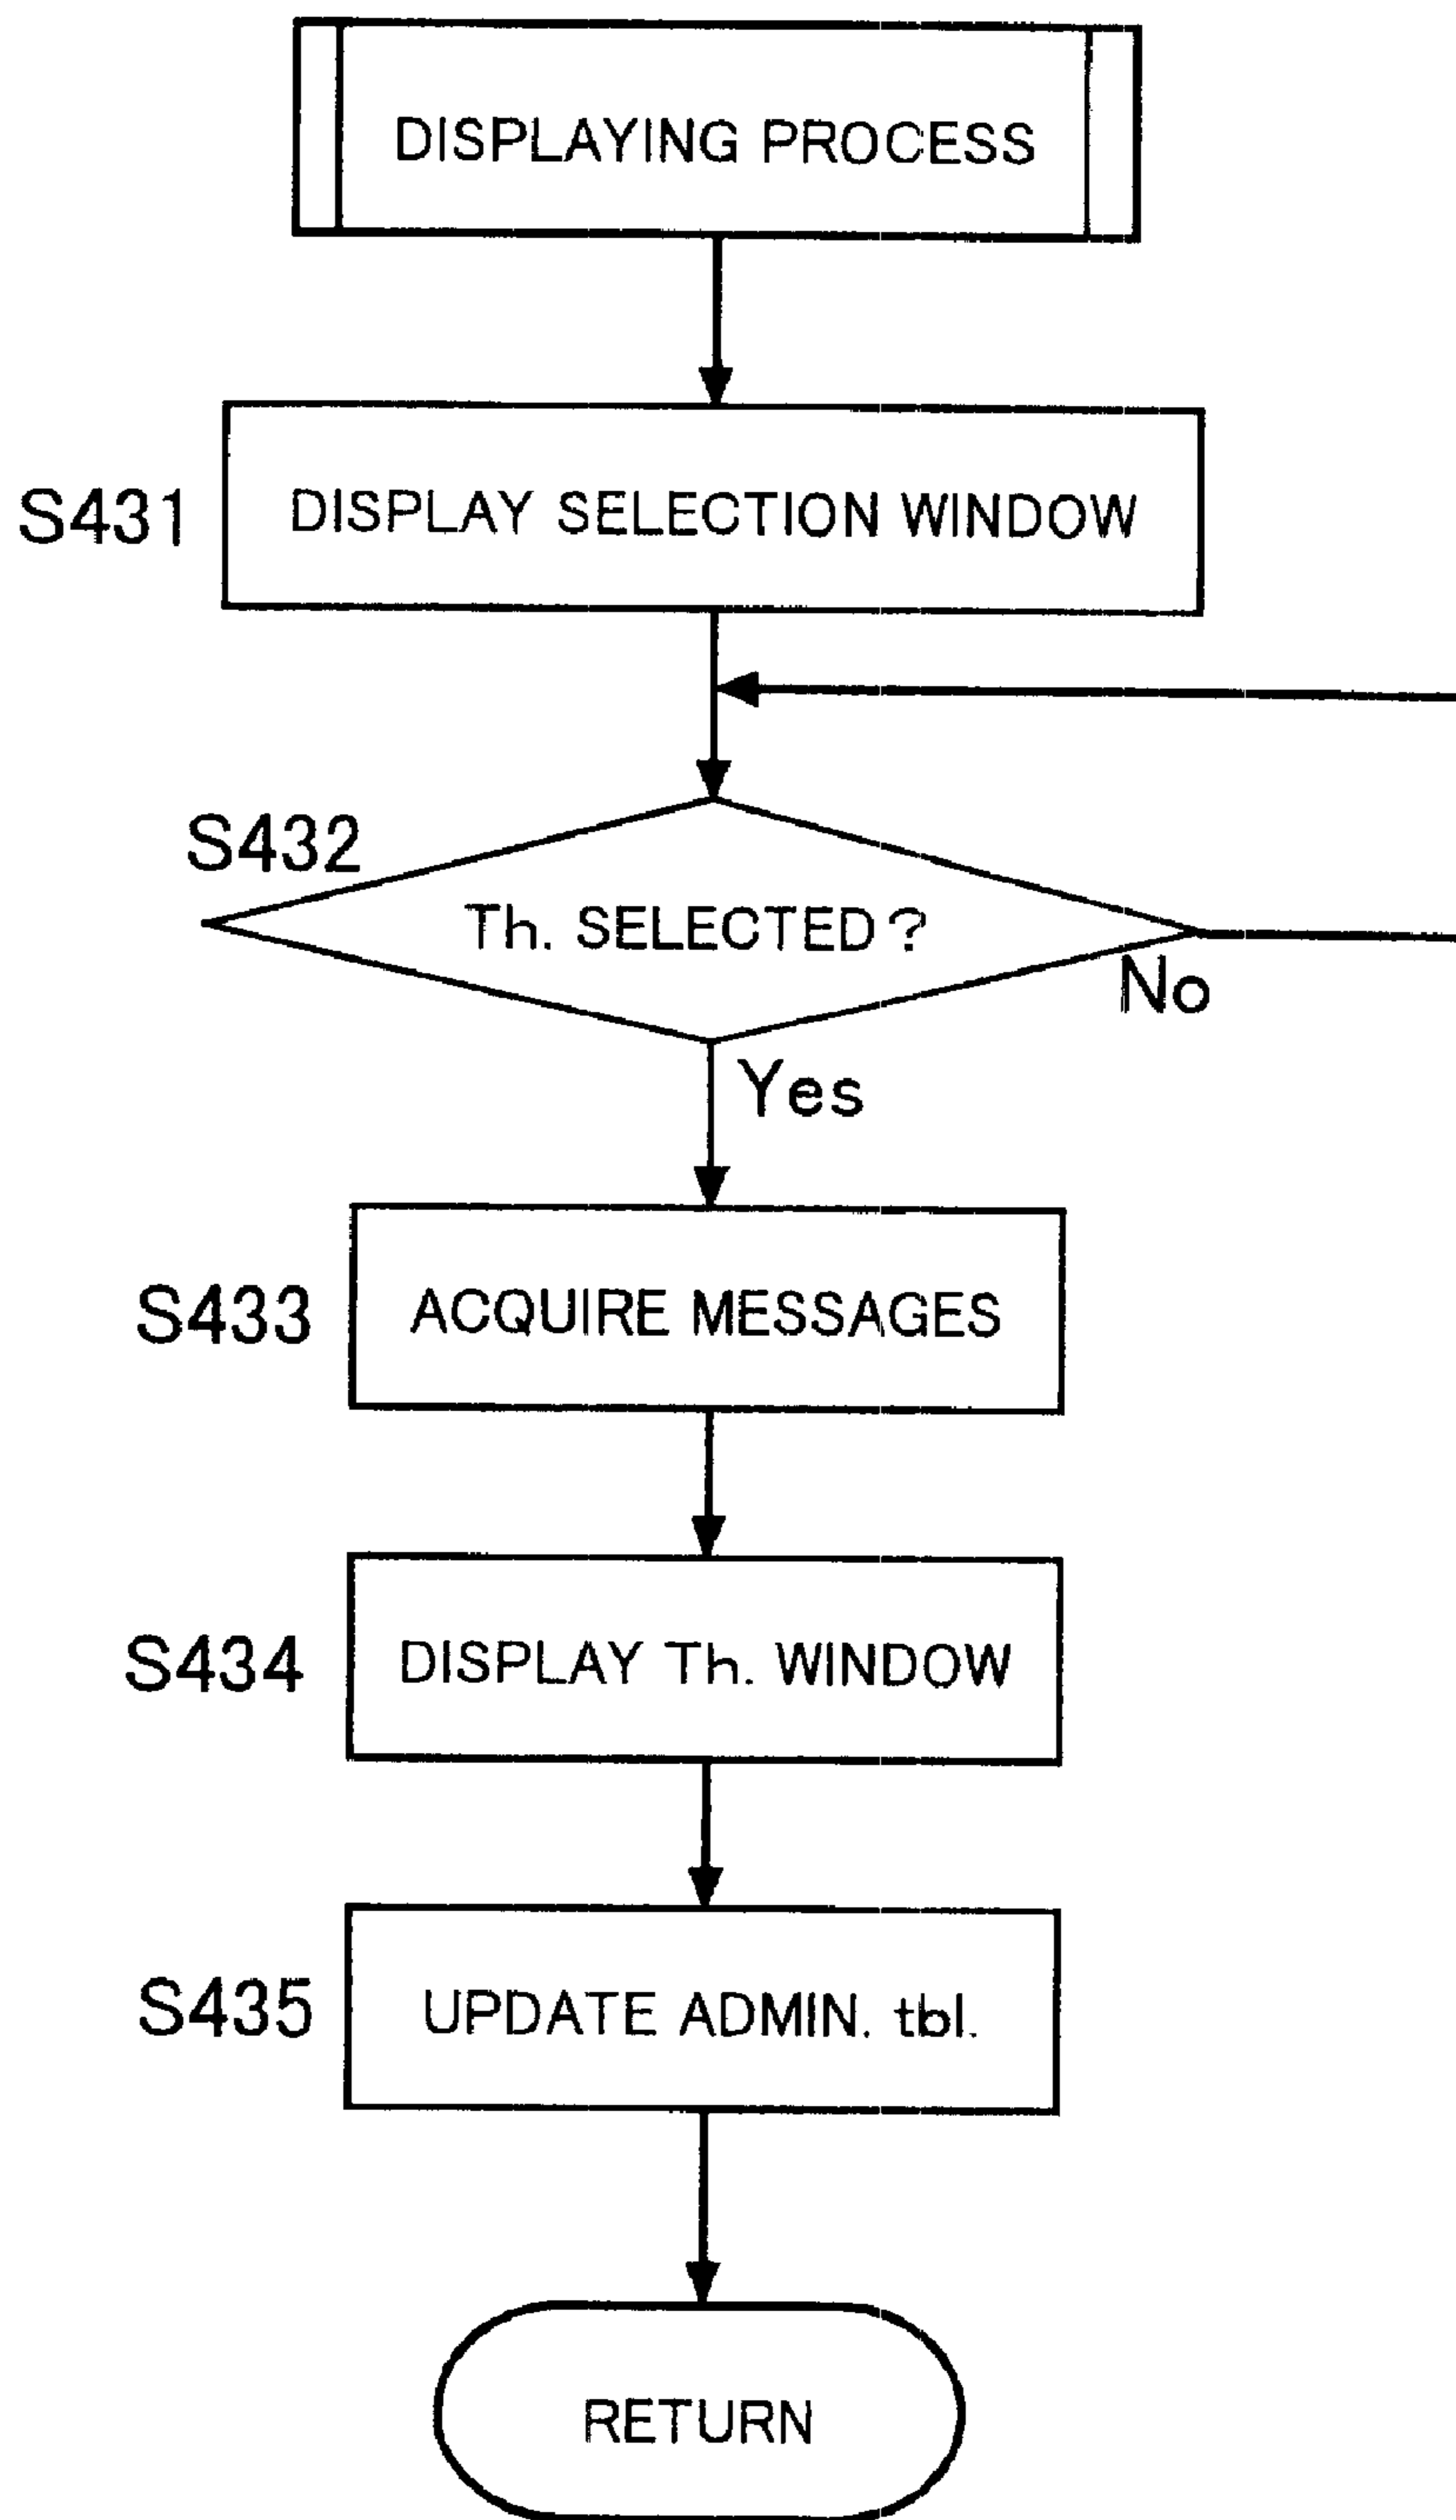 DISPLAYING PROCESS
S431
DISPLAY SELECTION WINDOW
S432
Th. SELECTED?
No
Yes
S433
ACQUIRE MESSAGES
S434
DISPLAY Th. WINDOW
S435
UPDATE ADMIN. tbl.
RETURN